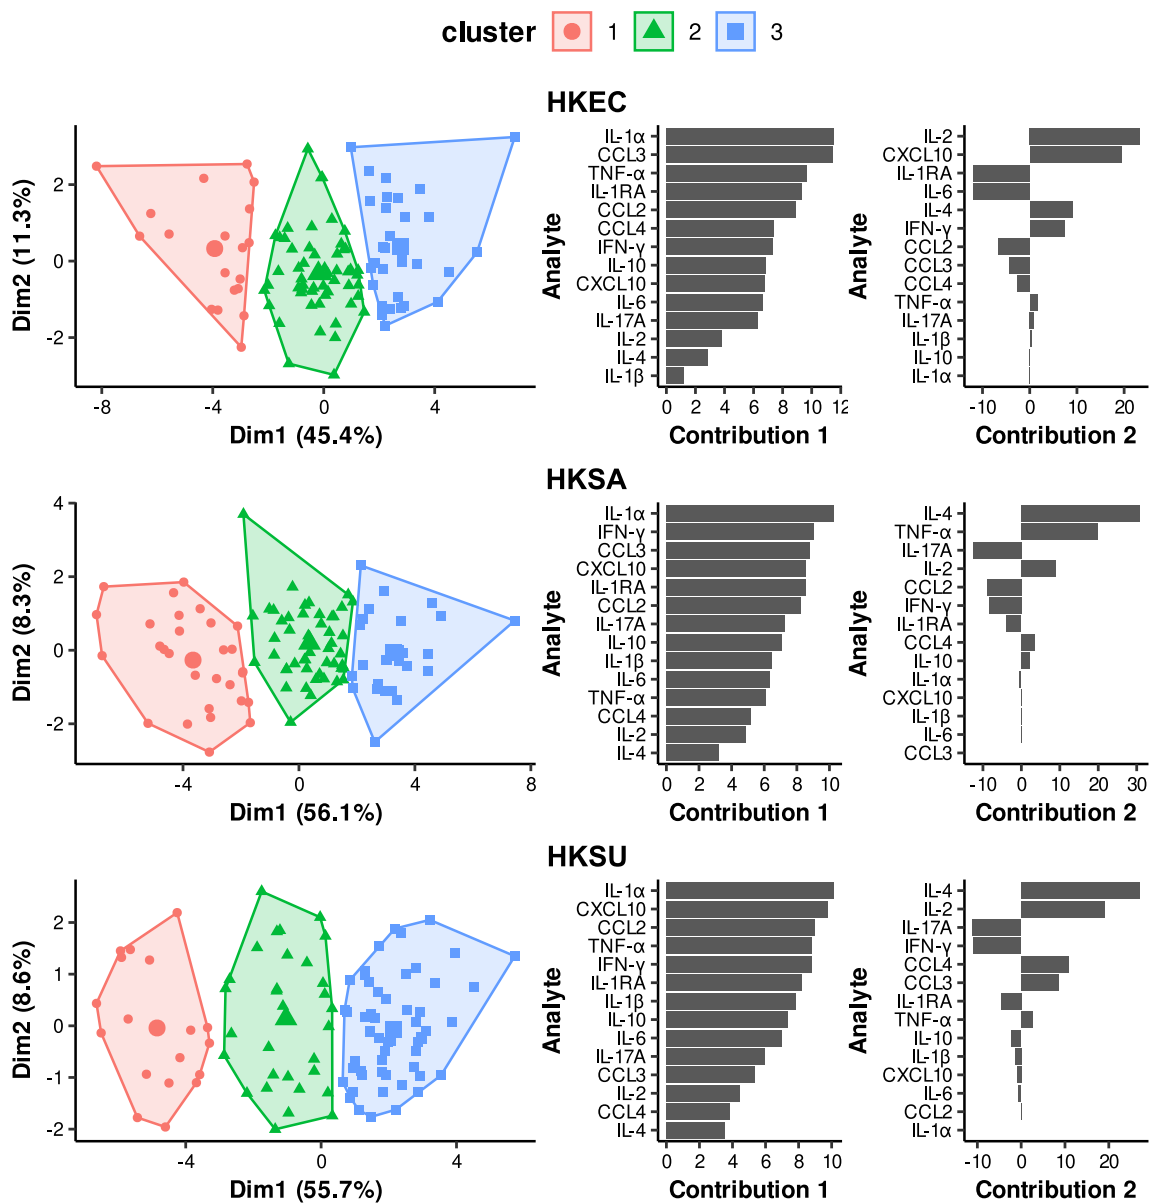 cluster 1 2 3
HKEC
Dim2 (11.3%)
2
0
-2
-8 -4 0 4
Dim1 (45.4%)
Analyte
IL-1α
CCL3
TNF-α
IL-1RA
CCL2
CCL4
IFN-γ
IL-10
CXCL10
IL-6
IL-17A
IL-2
IL-4
IL-1β
0 2 4 6 8 10 12
Contribution 1
Analyte
IL-2
CXCL10
IL-1RA
IL-6
IL-4
IFN-γ
CCL2
CCL3
CCL4
TNF-α
IL-17A
IL-1β
IL-10
IL-1α
-10 0 10 20
Contribution 2
HKSA
Dim2 (8.3%)
4
2
0
-2
-4 0 4 8
Dim1 (56.1%)
Analyte
IL-1α
IFN-γ
CCL3
CXCL10
IL-1RA
CCL2
IL-17A
IL-10
IL-1β
IL-6
TNF-α
CCL4
IL-2
IL-4
0 2 4 6 8 10
Contribution 1
Analyte
IL-4
TNF-α
IL-17A
IL-2
CCL2
IFN-γ
IL-1RA
CCL4
IL-10
IL-1α
CXCL10
IL-1β
IL-6
CCL3
-10 0 10 20 30
Contribution 2
HKSU
Dim2 (8.6%)
2
1
0
-1
-2
-4 0 4
Dim1 (55.7%)
Analyte
IL-1α
CXCL10
CCL2
TNF-α
IFN-γ
IL-1RA
IL-1β
IL-10
IL-6
IL-17A
CCL3
IL-2
CCL4
IL-4
0 2 4 6 8 10
Contribution 1
Analyte
IL-4
IL-2
IL-17A
IFN-γ
CCL4
CCL3
IL-1RA
TNF-α
IL-10
IL-1β
CXCL10
IL-6
CCL2
IL-1α
-10 0 10 20
Contribution 2